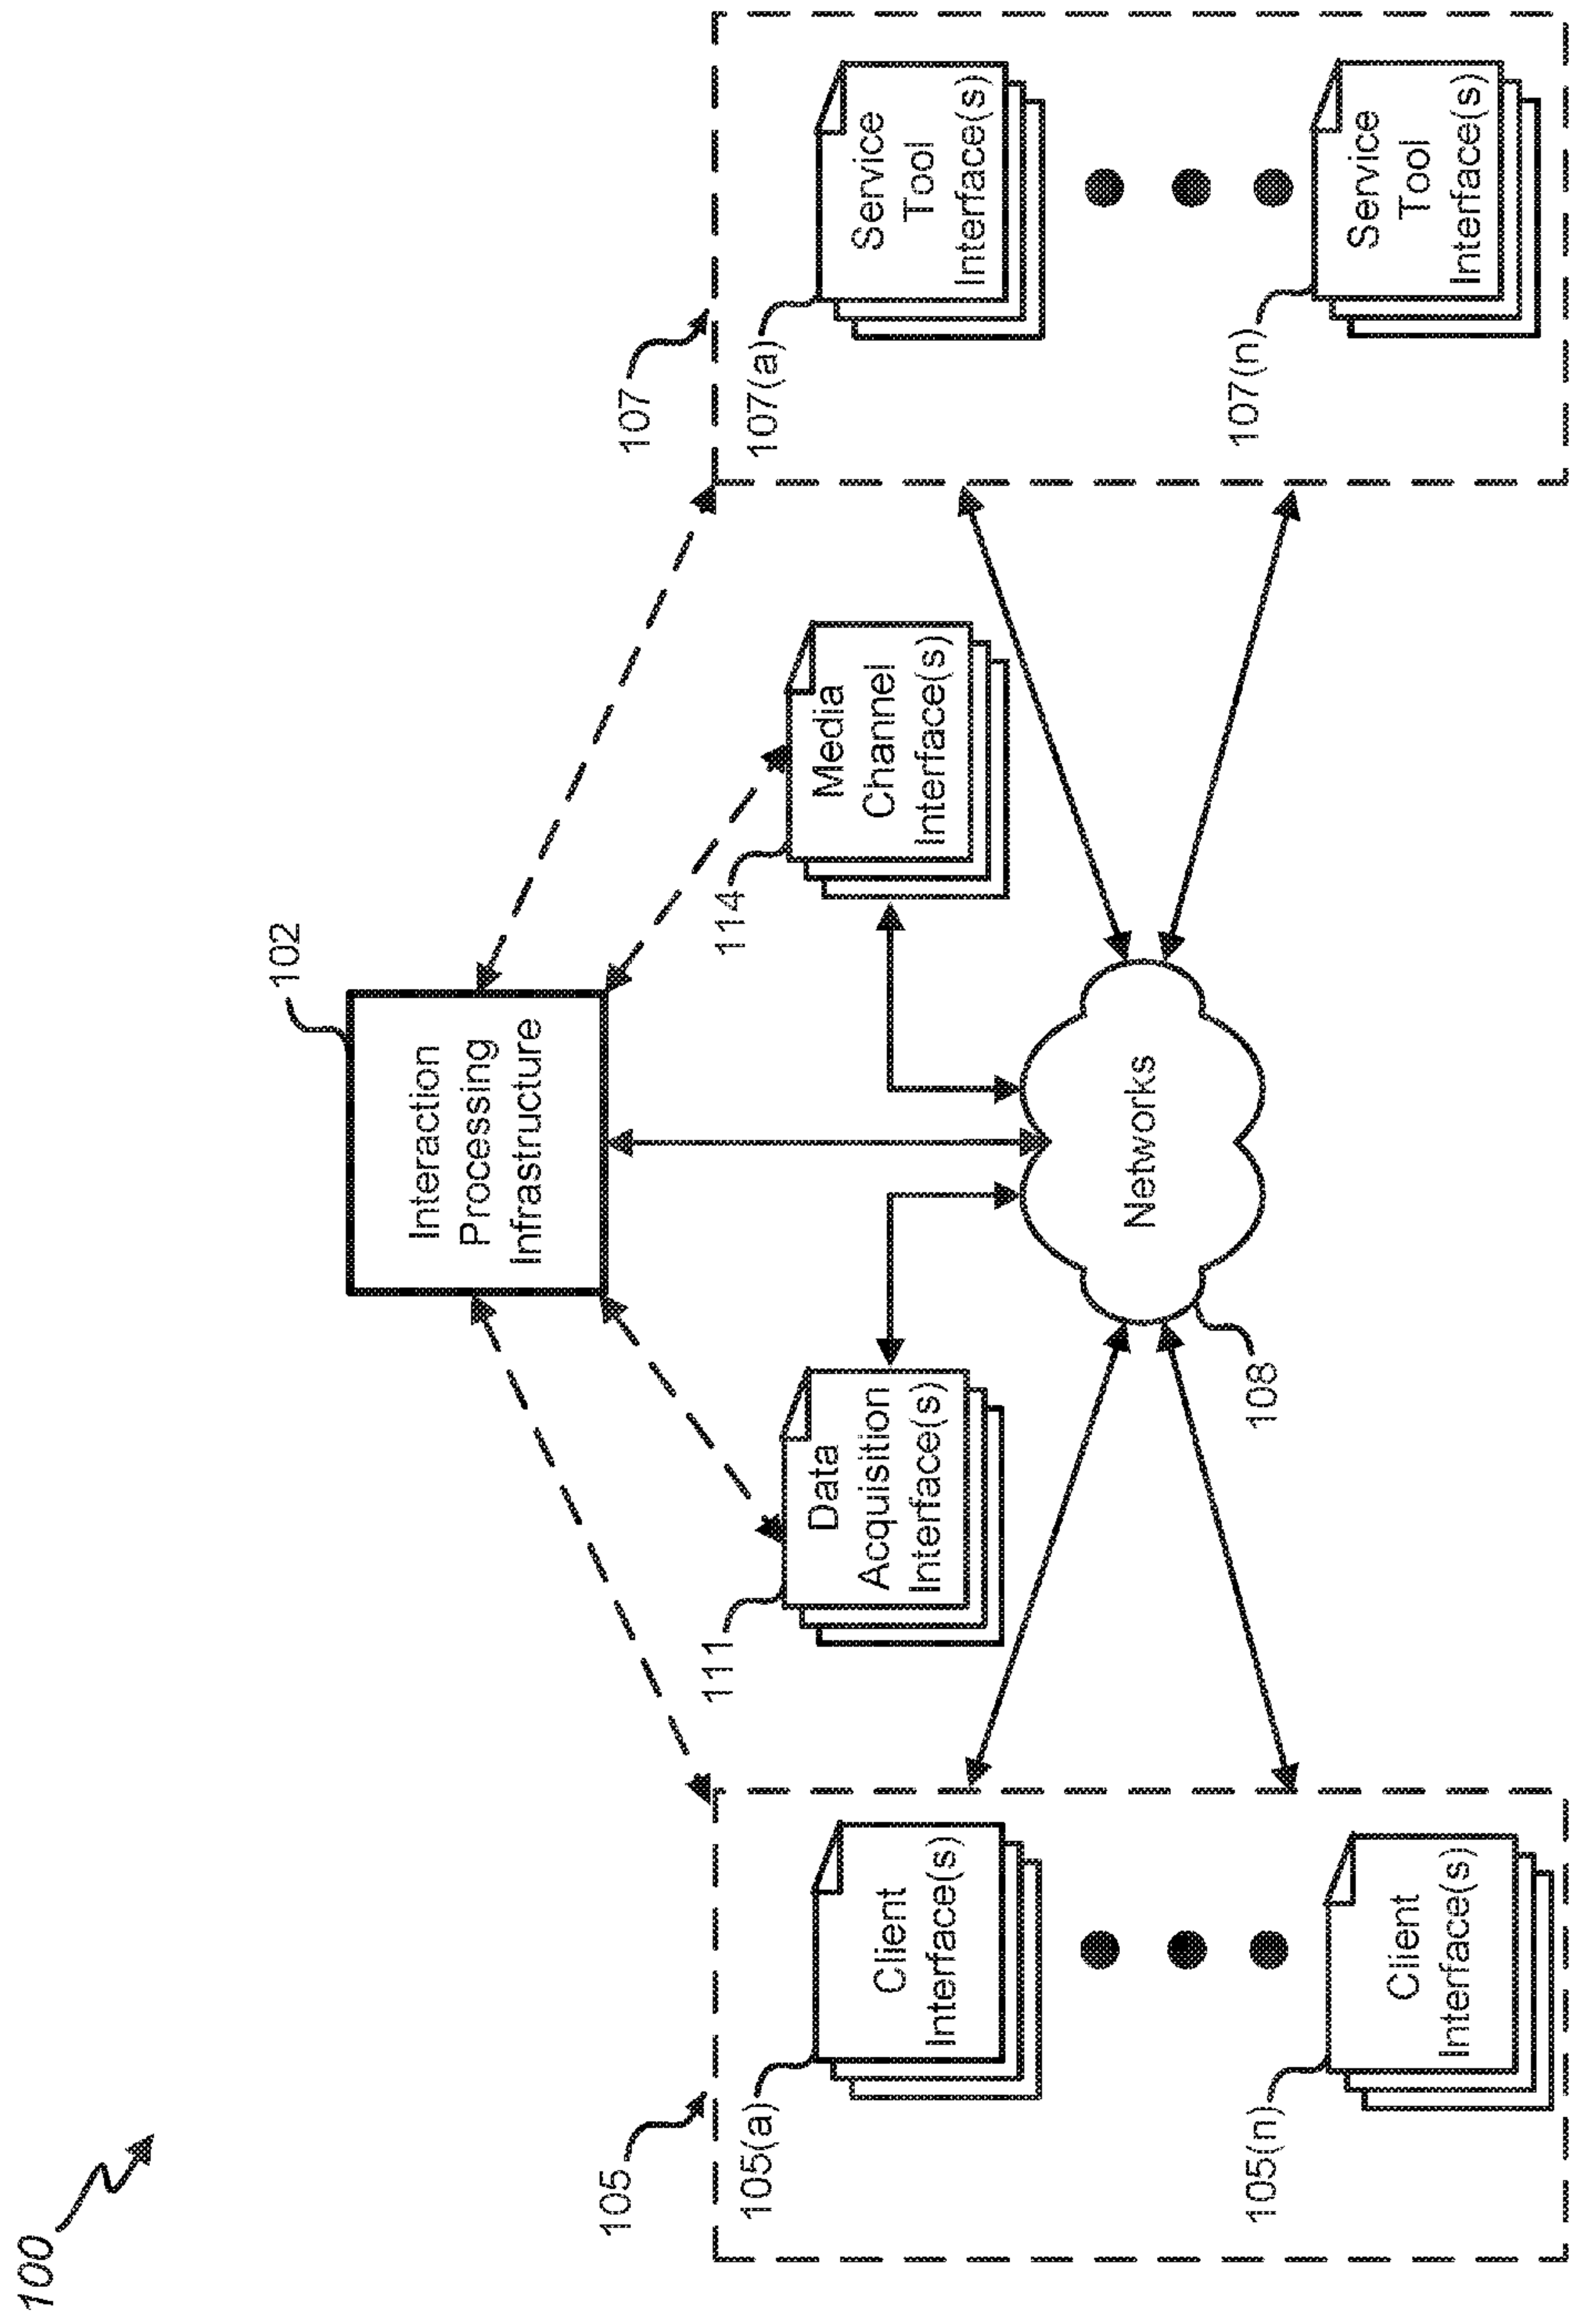 100
102
Interaction
Processing
Infrastructure
105
105(a)
Client
Interface(s)
105(n)
Client
Interface(s)
111
Data
Acquisition
Interface(s)
114
Media
Channel
Interface(s)
Networks
108
107
107(a)
Service
Tool
Interface(s)
107(n)
Service
Tool
Interface(s)